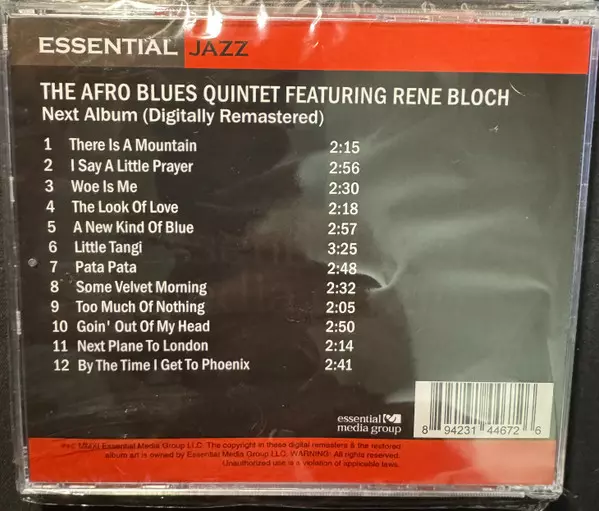 ESSENTIAL JAZZ
THE AFRO BLUES QUINTET FEATURING RENE BLOCH
Next Album (Digitally Remastered)
1 There Is A Mountain 2:15
2 I Say A Little Prayer 2:56
3 Woe Is Me 2:30
4 The Look Of Love 2:18
5 A New Kind Of Blue 2:57
6 Little Tangi 3:25
7 Pata Pata 2:48
8 Some Velvet Morning 2:32
9 Too Much Of Nothing 2:05
10 Goin' Out Of My Head 2:50
11 Next Plane To London 2:14
12 By The Time I Get To Phoenix 2:41
essential
media group
8 94231 44672 6
MMXI Essential Media Group LLC. The copyright in these digital remasters & the restored
album art is owned by Essential Media Group LLC. WARNING: All rights reserved.
Unauthorized use is a violation of applicable laws.